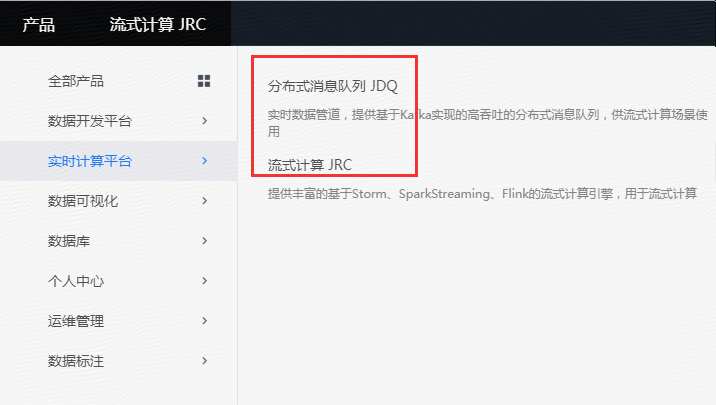 产品
流式计算 JRC
全部产品
数据开发平台
实时计算平台
数据可视化
数据库
个人中心
运维管理
数据标注
分布式消息队列 JDQ
实时数据管道，提供基于Kafka实现的高吞吐的分布式消息队列，供流式计算场景使
用
流式计算 JRC
提供丰富的基于Storm、SparkStreaming、Flink的流式计算引擎，用于流式计算